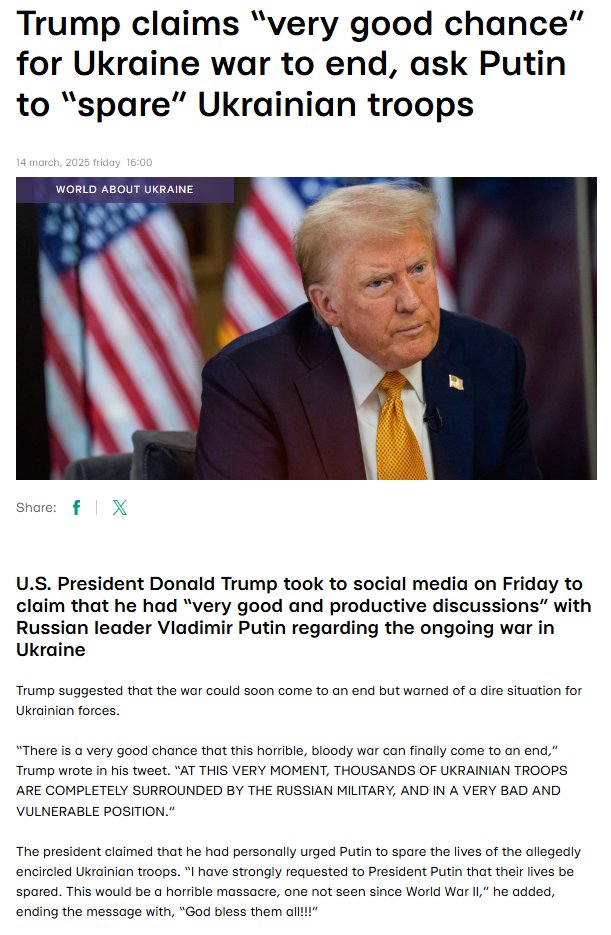 Trump claims “very good chance”
for Ukraine war to end, ask Putin
to “spare” Ukrainian troops
14 march, 2025 friday 16:00
WORLD ABOUT UKRAINE
Share:
U.S. President Donald Trump took to social media on Friday to
claim that he had “very good and productive discussions” with
Russian leader Vladimir Putin regarding the ongoing war in
Ukraine
Trump suggested that the war could soon come to an end but warned of a dire situation for
Ukrainian forces.
“There is a very good chance that this horrible, bloody war can finally come to an end,”
Trump wrote in his tweet. “AT THIS VERY MOMENT, THOUSANDS OF UKRAINIAN TROOPS
ARE COMPLETELY SURROUNDED BY THE RUSSIAN MILITARY, AND IN A VERY BAD AND
VULNERABLE POSITION.”
The president claimed that he had personally urged Putin to spare the lives of the allegedly
encircled Ukrainian troops. “I have strongly requested to President Putin that their lives be
spared. This would be a horrible massacre, one not seen since World War II,” he added,
ending the message with, “God bless them all!!!”